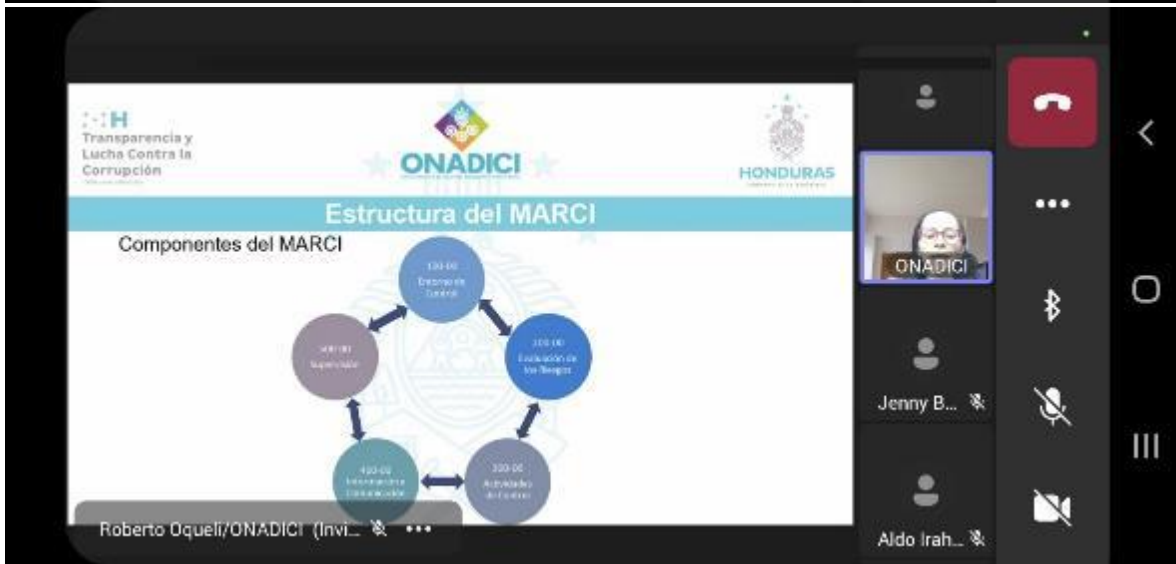 Transparencia y
Lucha Contra la
Corrupción
ONADICI
HONDURAS
Estructura del MARCI
Componentes del MARCI
100-00
Entorno de
Control
500-00
Supervisión
200-00
Evaluación de
los Riesgos
400-00
Información y
Comunicación
300-00
Actividades
de Control
ONADICI
Jenny B...
Aldo Irah...
Roberto Oqueli/ONADICI (Invi...